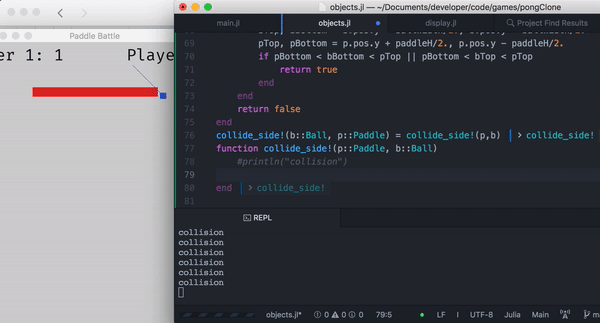 Paddle Battle
er 1: 1 Playe
objects.jl — ~/Documents/developer/code/games/pongClone
main.jl objects.jl display.jl Project Find Results
69 pTop, pBottom = p.pos.y + paddleH/2., p.pos.y - paddleH/2.
70 if pBottom < bBottom < pTop || pBottom < bTop < pTop
71 return true
72 end
73 end
74 return false
75 end
76 collide_side!(b::Ball, p::Paddle) = collide_side!(p,b) > collide_side!
77 function collide_side!(p::Paddle, b::Ball)
78 #println("collision")
79
80 end > collide_side!
81
REPL
collision
collision
collision
collision
collision
collision
objects.jl* 0 0 0 79:5 LF UTF-8 Julia Main m